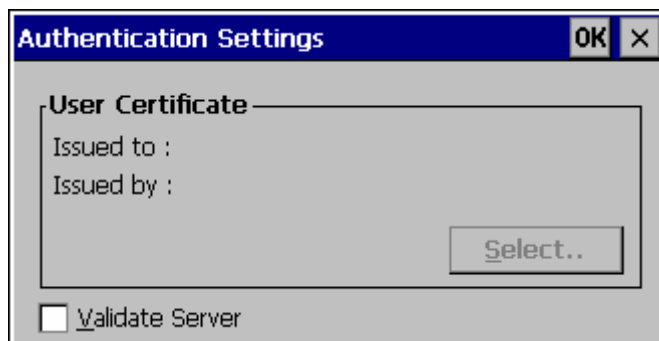 Authentication Settings OK ×
User Certificate
Issued to :
Issued by :
Select..
Validate Server